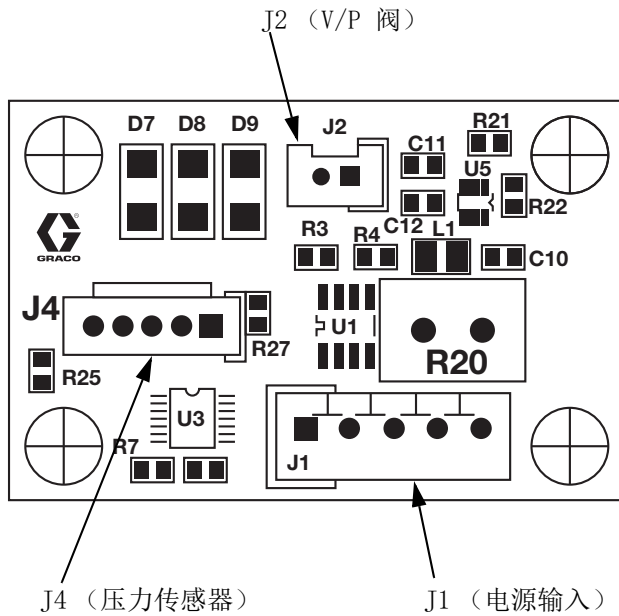 J2 （V/P 阀）
D7 D8 D9 J2 R21
C11
U5
R22
GRACO
R3 R4 C12 L1 C10
J4
U1
R27 R20
R25
U3
R7
J1
J4 （压力传感器） J1 （电源输入）